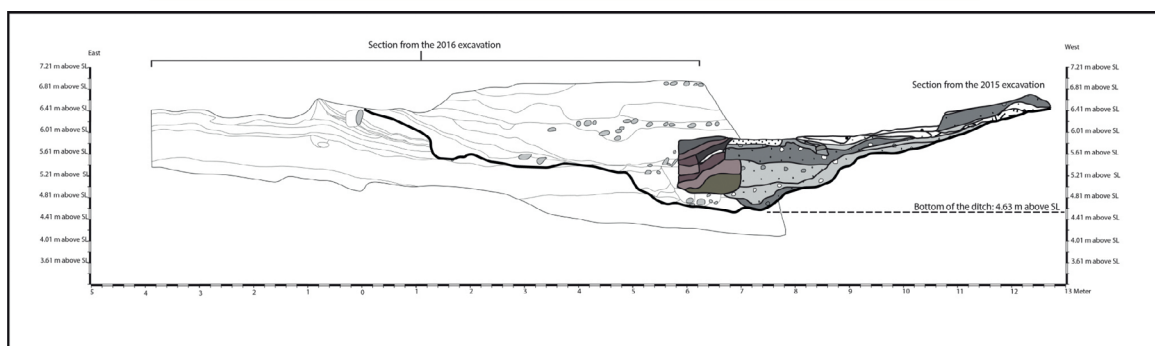 Section from the 2016 excavation
East
West
7.21 m above SL
6.81 m above SL
6.41 m above SL
6.01 m above SL
5.61 m above SL
5.21 m above SL
4.81 m above SL
4.41 m above SL
4.01 m above SL
3.61 m above SL
Section from the 2015 excavation
7.21 m above SL
6.81 m above SL
6.41 m above SL
6.01 m above SL
5.61 m above SL
5.21 m above SL
4.81 m above SL
4.41 m above SL
4.01 m above SL
3.61 m above SL
Bottom of the ditch: 4.63 m above SL
5 4 3 2 1 0 1 2 3 4 5 6 7 8 9 10 11 12 13 Meter